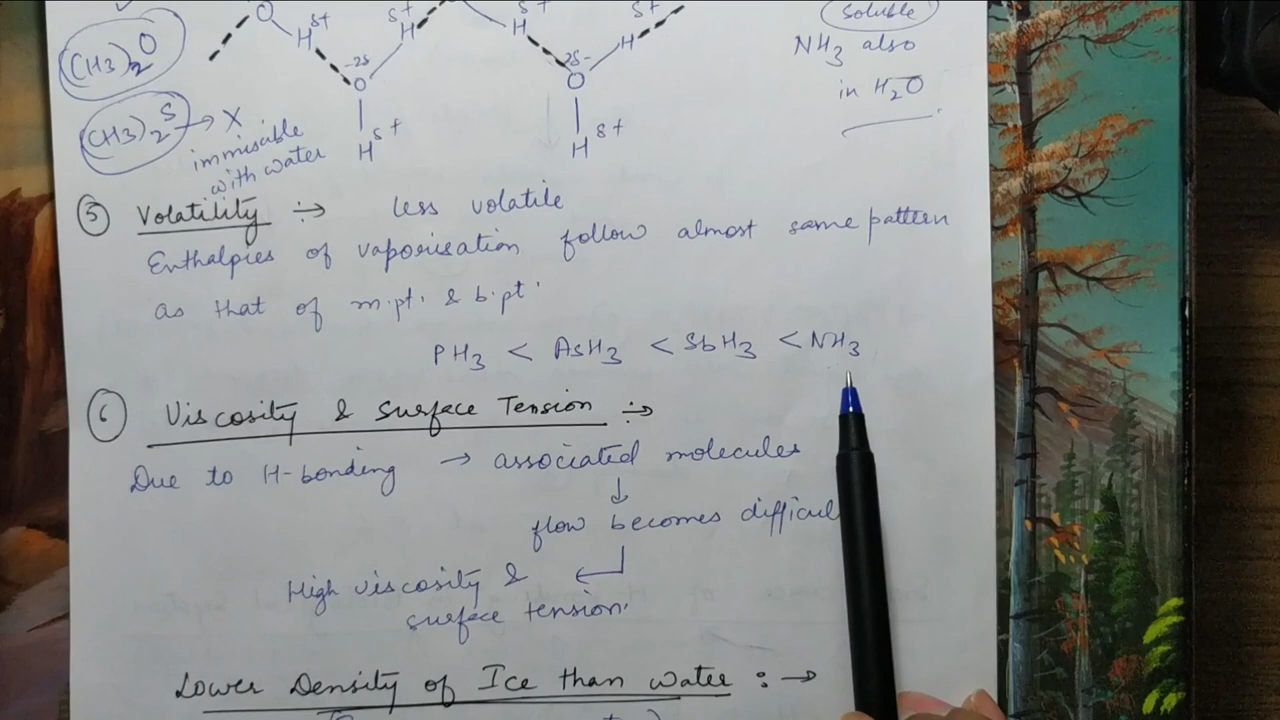 O H δ+ δ+ H δ+ H δ+ H
Soluble
(CH3)2O
-2δ O 2δ- O
NH3 also
in H2O
(CH3)2S → X
immiscible
with water
H δ+ H δ+
⑤ Volatility :→ less volatile
Enthalpies of vaporisation follow almost same pattern
as that of m.pt. & b.pt.
PH3 < AsH3 < SbH3 < NH3
⑥ Viscosity & Surface Tension :→
Due to H-bonding → associated molecules
↓
flow becomes difficul
High viscosity & ←
surface tension.
Lower Density of Ice than water : →